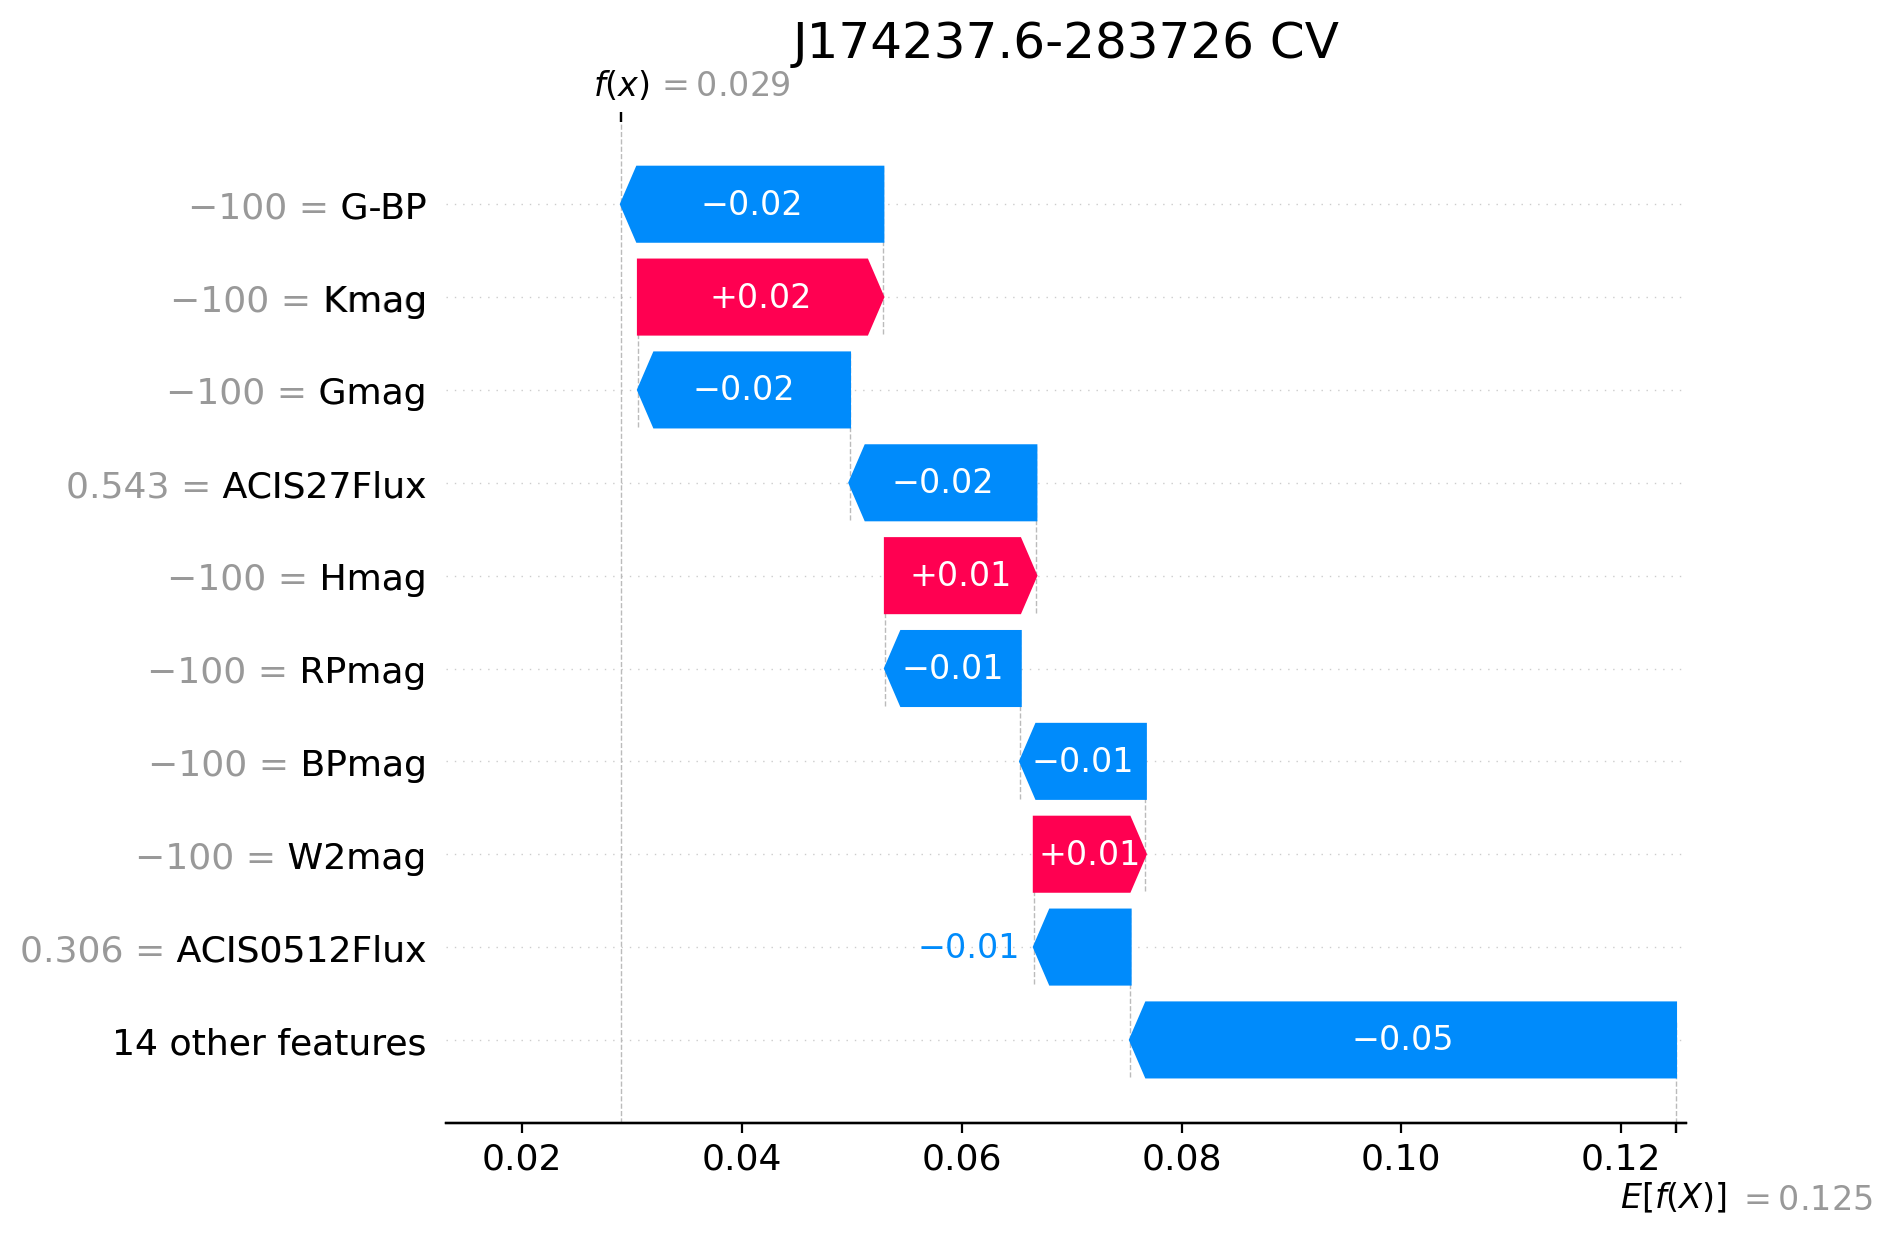 J174237.6-283726 CV
f(x) = 0.029
−100 = G-BP
−0.02
−100 = Kmag
+0.02
−100 = Gmag
−0.02
0.543 = ACIS27Flux
−0.02
−100 = Hmag
+0.01
−100 = RPmag
−0.01
−100 = BPmag
−0.01
−100 = W2mag
+0.01
0.306 = ACIS0512Flux
−0.01
14 other features
−0.05
0.02 0.04 0.06 0.08 0.10 0.12
E[f(X)] = 0.125